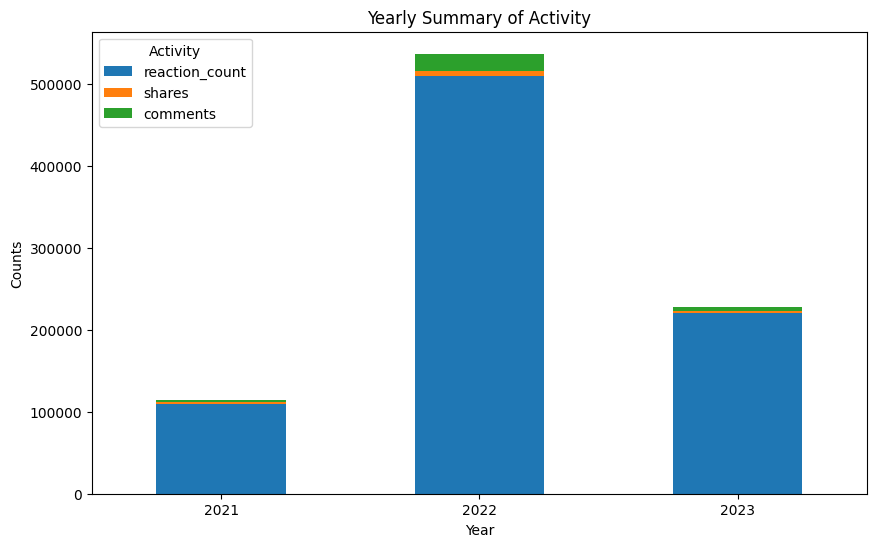 Yearly Summary of Activity
Activity
reaction_count
shares
comments
500000
400000
300000
200000
100000
0
Counts
2021 2022 2023
Year